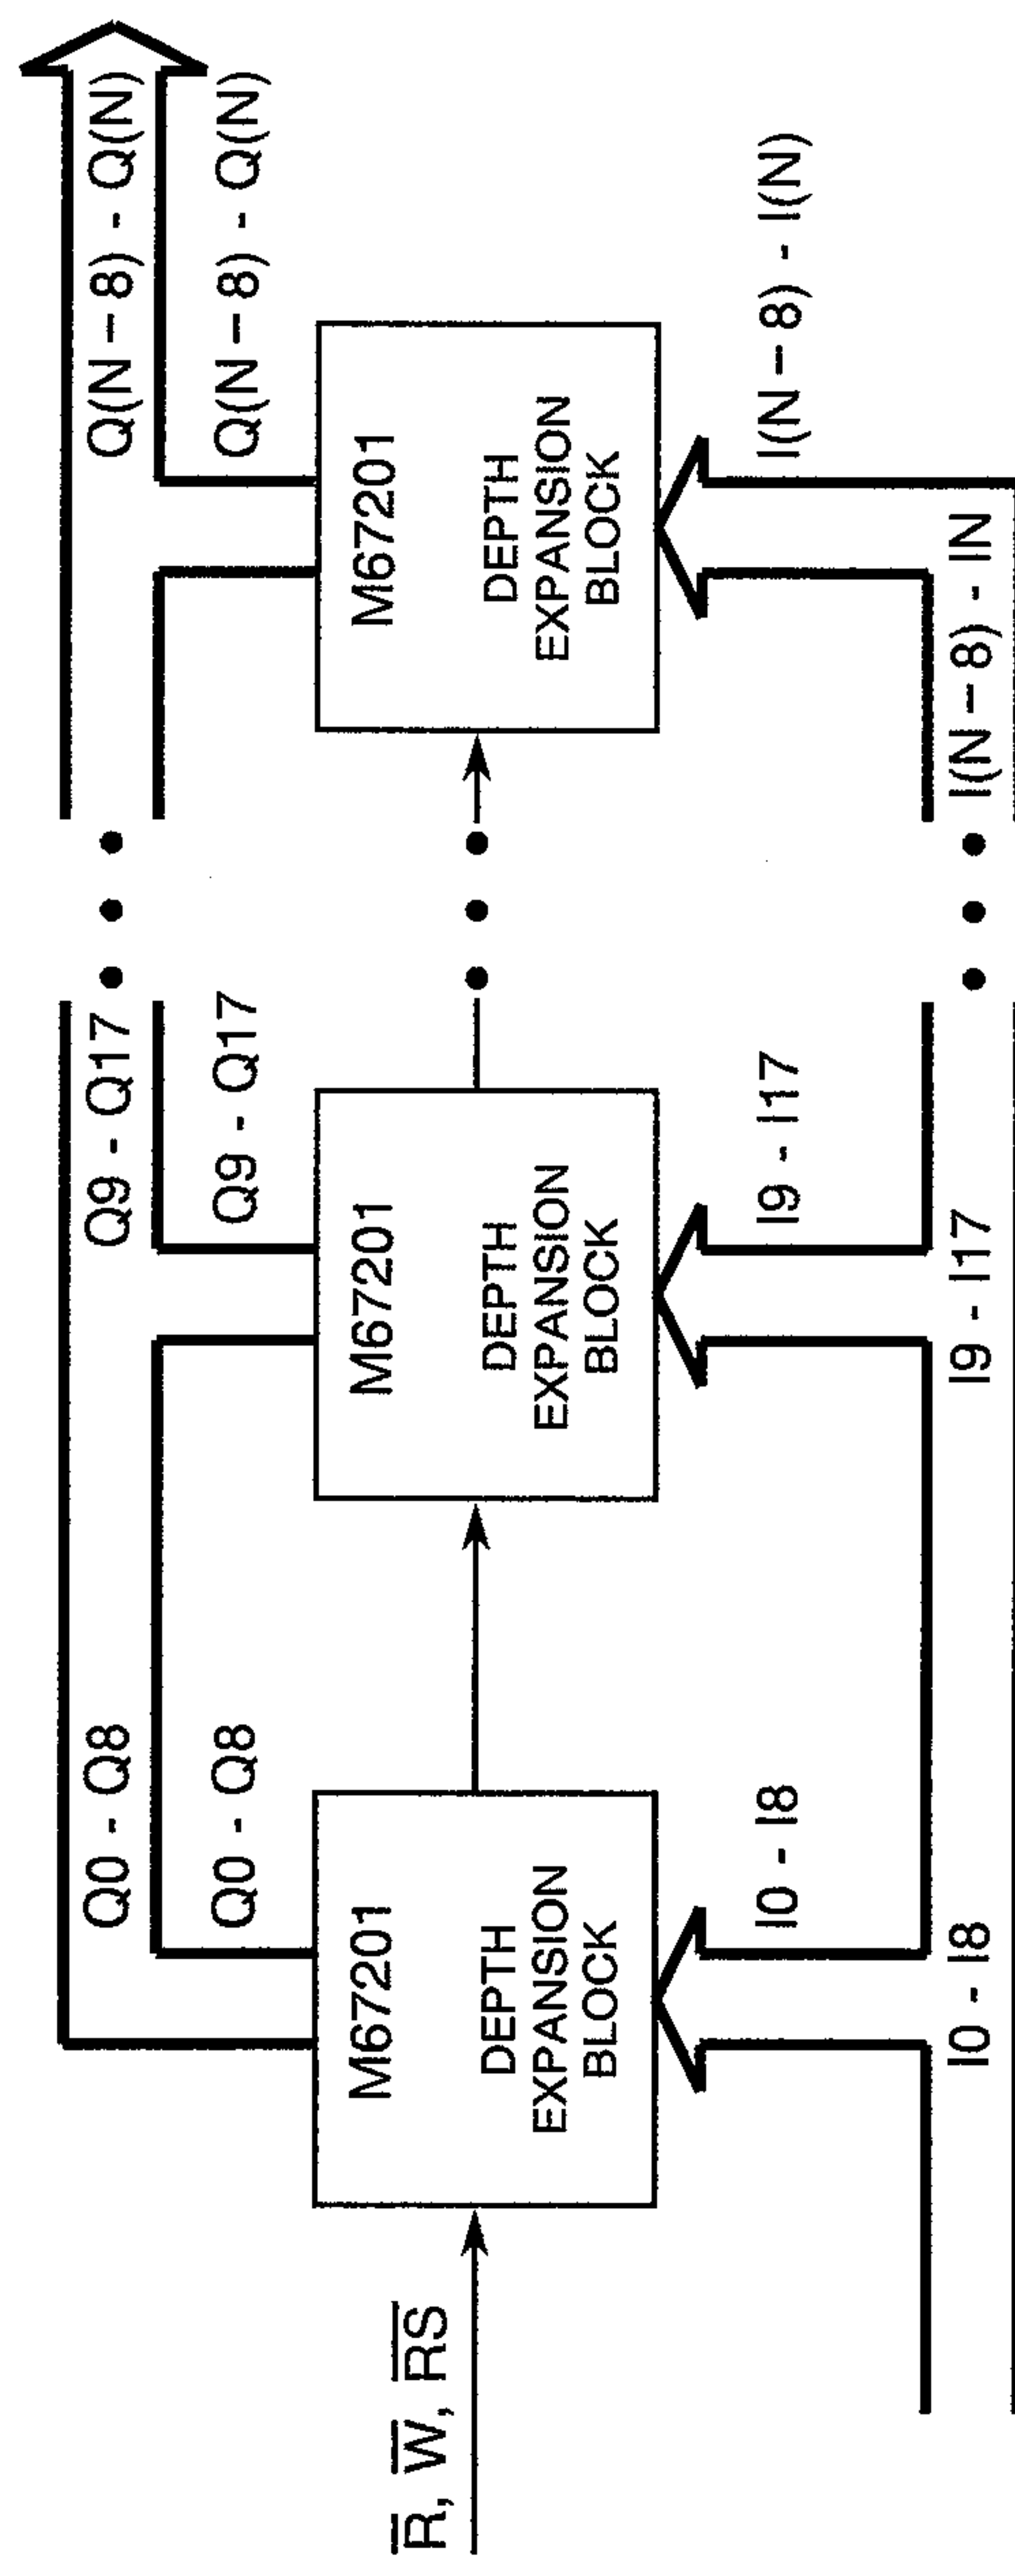 Q0 - Q8
Q9 - Q17
Q(N – 8) - Q(N)
Q0 - Q8
Q9 - Q17
Q(N – 8) - Q(N)
R̅, W̅, R̅S̅
M67201
DEPTH
EXPANSION
BLOCK
M67201
DEPTH
EXPANSION
BLOCK
M67201
DEPTH
EXPANSION
BLOCK
I0 - I8
I9 - I17
I(N – 8) - I(N)
I0 - I8
I9 - I17
I(N – 8) - IN